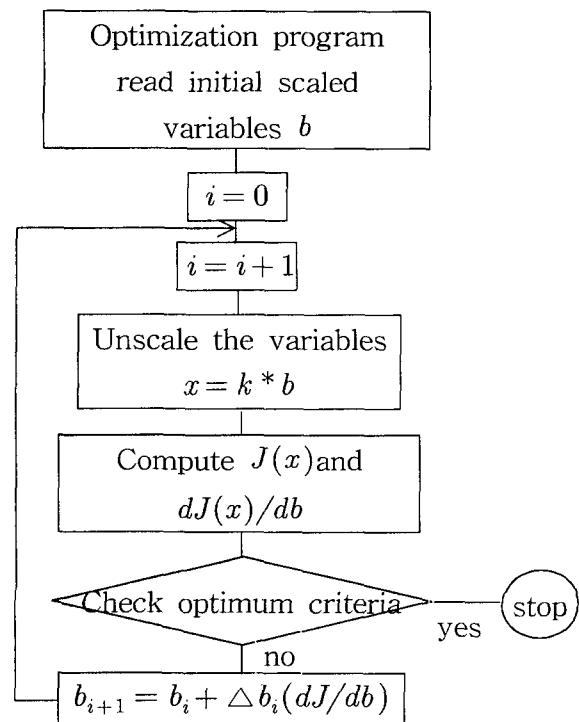 Optimization program
read initial scaled
variables b
i = 0
i = i + 1
Unscale the variables
x = k * b
Compute J(x) and
dJ(x)/db
Check optimum criteria
yes
stop
no
b_{i+1} = b_i + △b_i(dJ/db)